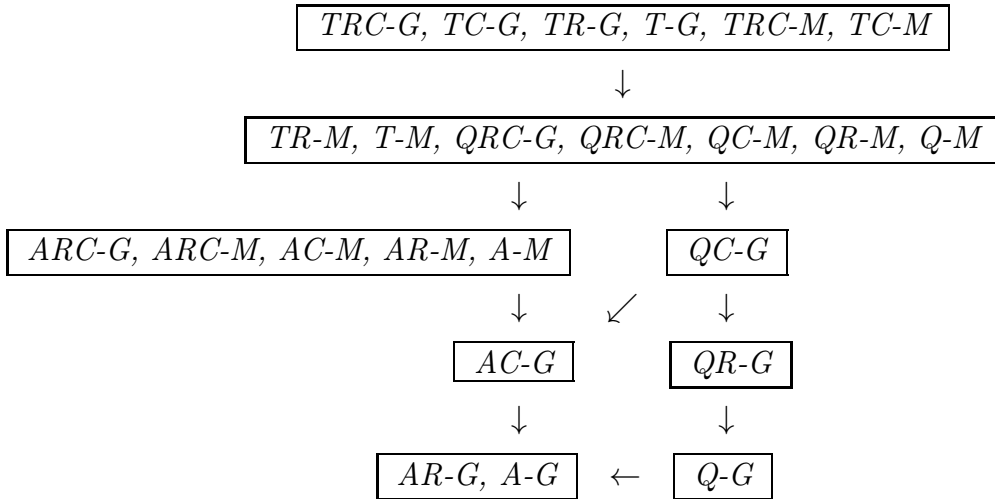 TRC-G, TC-G, TR-G, T-G, TRC-M, TC-M
↓
TR-M, T-M, QRC-G, QRC-M, QC-M, QR-M, Q-M
↓ ↓
ARC-G, ARC-M, AC-M, AR-M, A-M QC-G
↓ ↙ ↓
AC-G QR-G
↓ ↓
AR-G, A-G ← Q-G